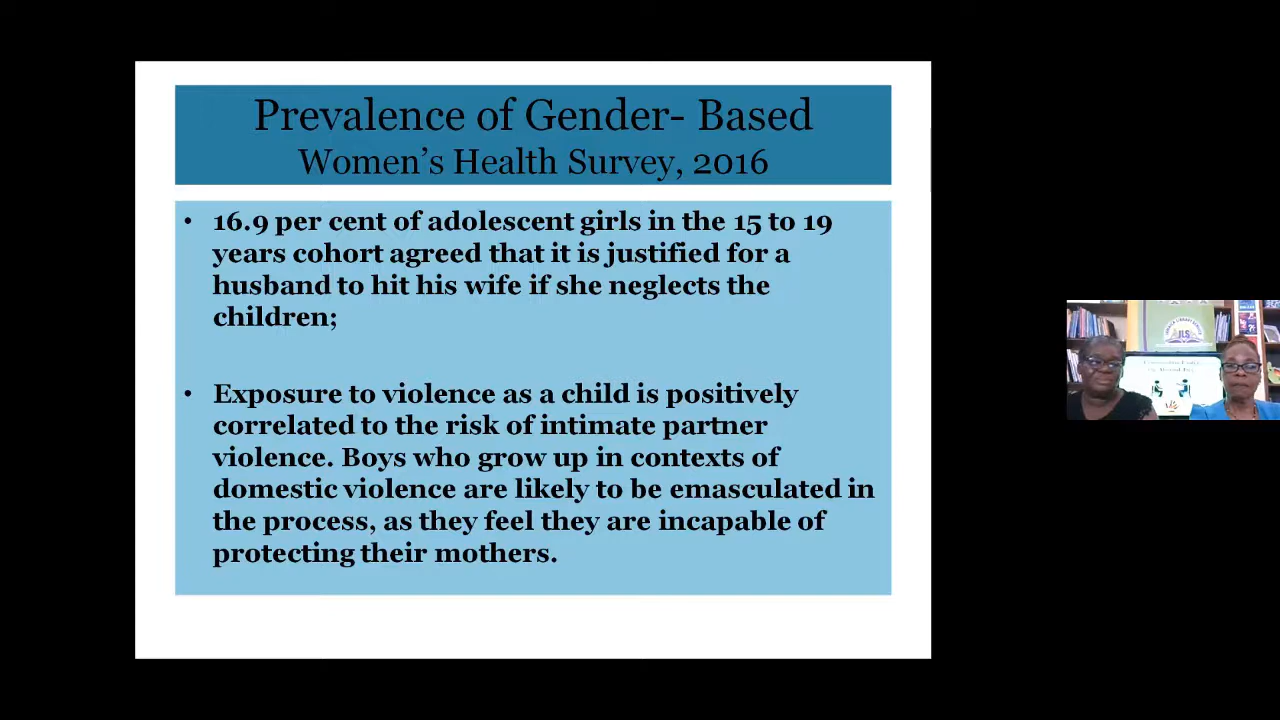 Prevalence of Gender- Based
Women's Health Survey, 2016
• 16.9 per cent of adolescent girls in the 15 to 19
years cohort agreed that it is justified for a
husband to hit his wife if she neglects the
children;
• Exposure to violence as a child is positively
correlated to the risk of intimate partner
violence. Boys who grow up in contexts of
domestic violence are likely to be emasculated in
the process, as they feel they are incapable of
protecting their mothers.
JLS